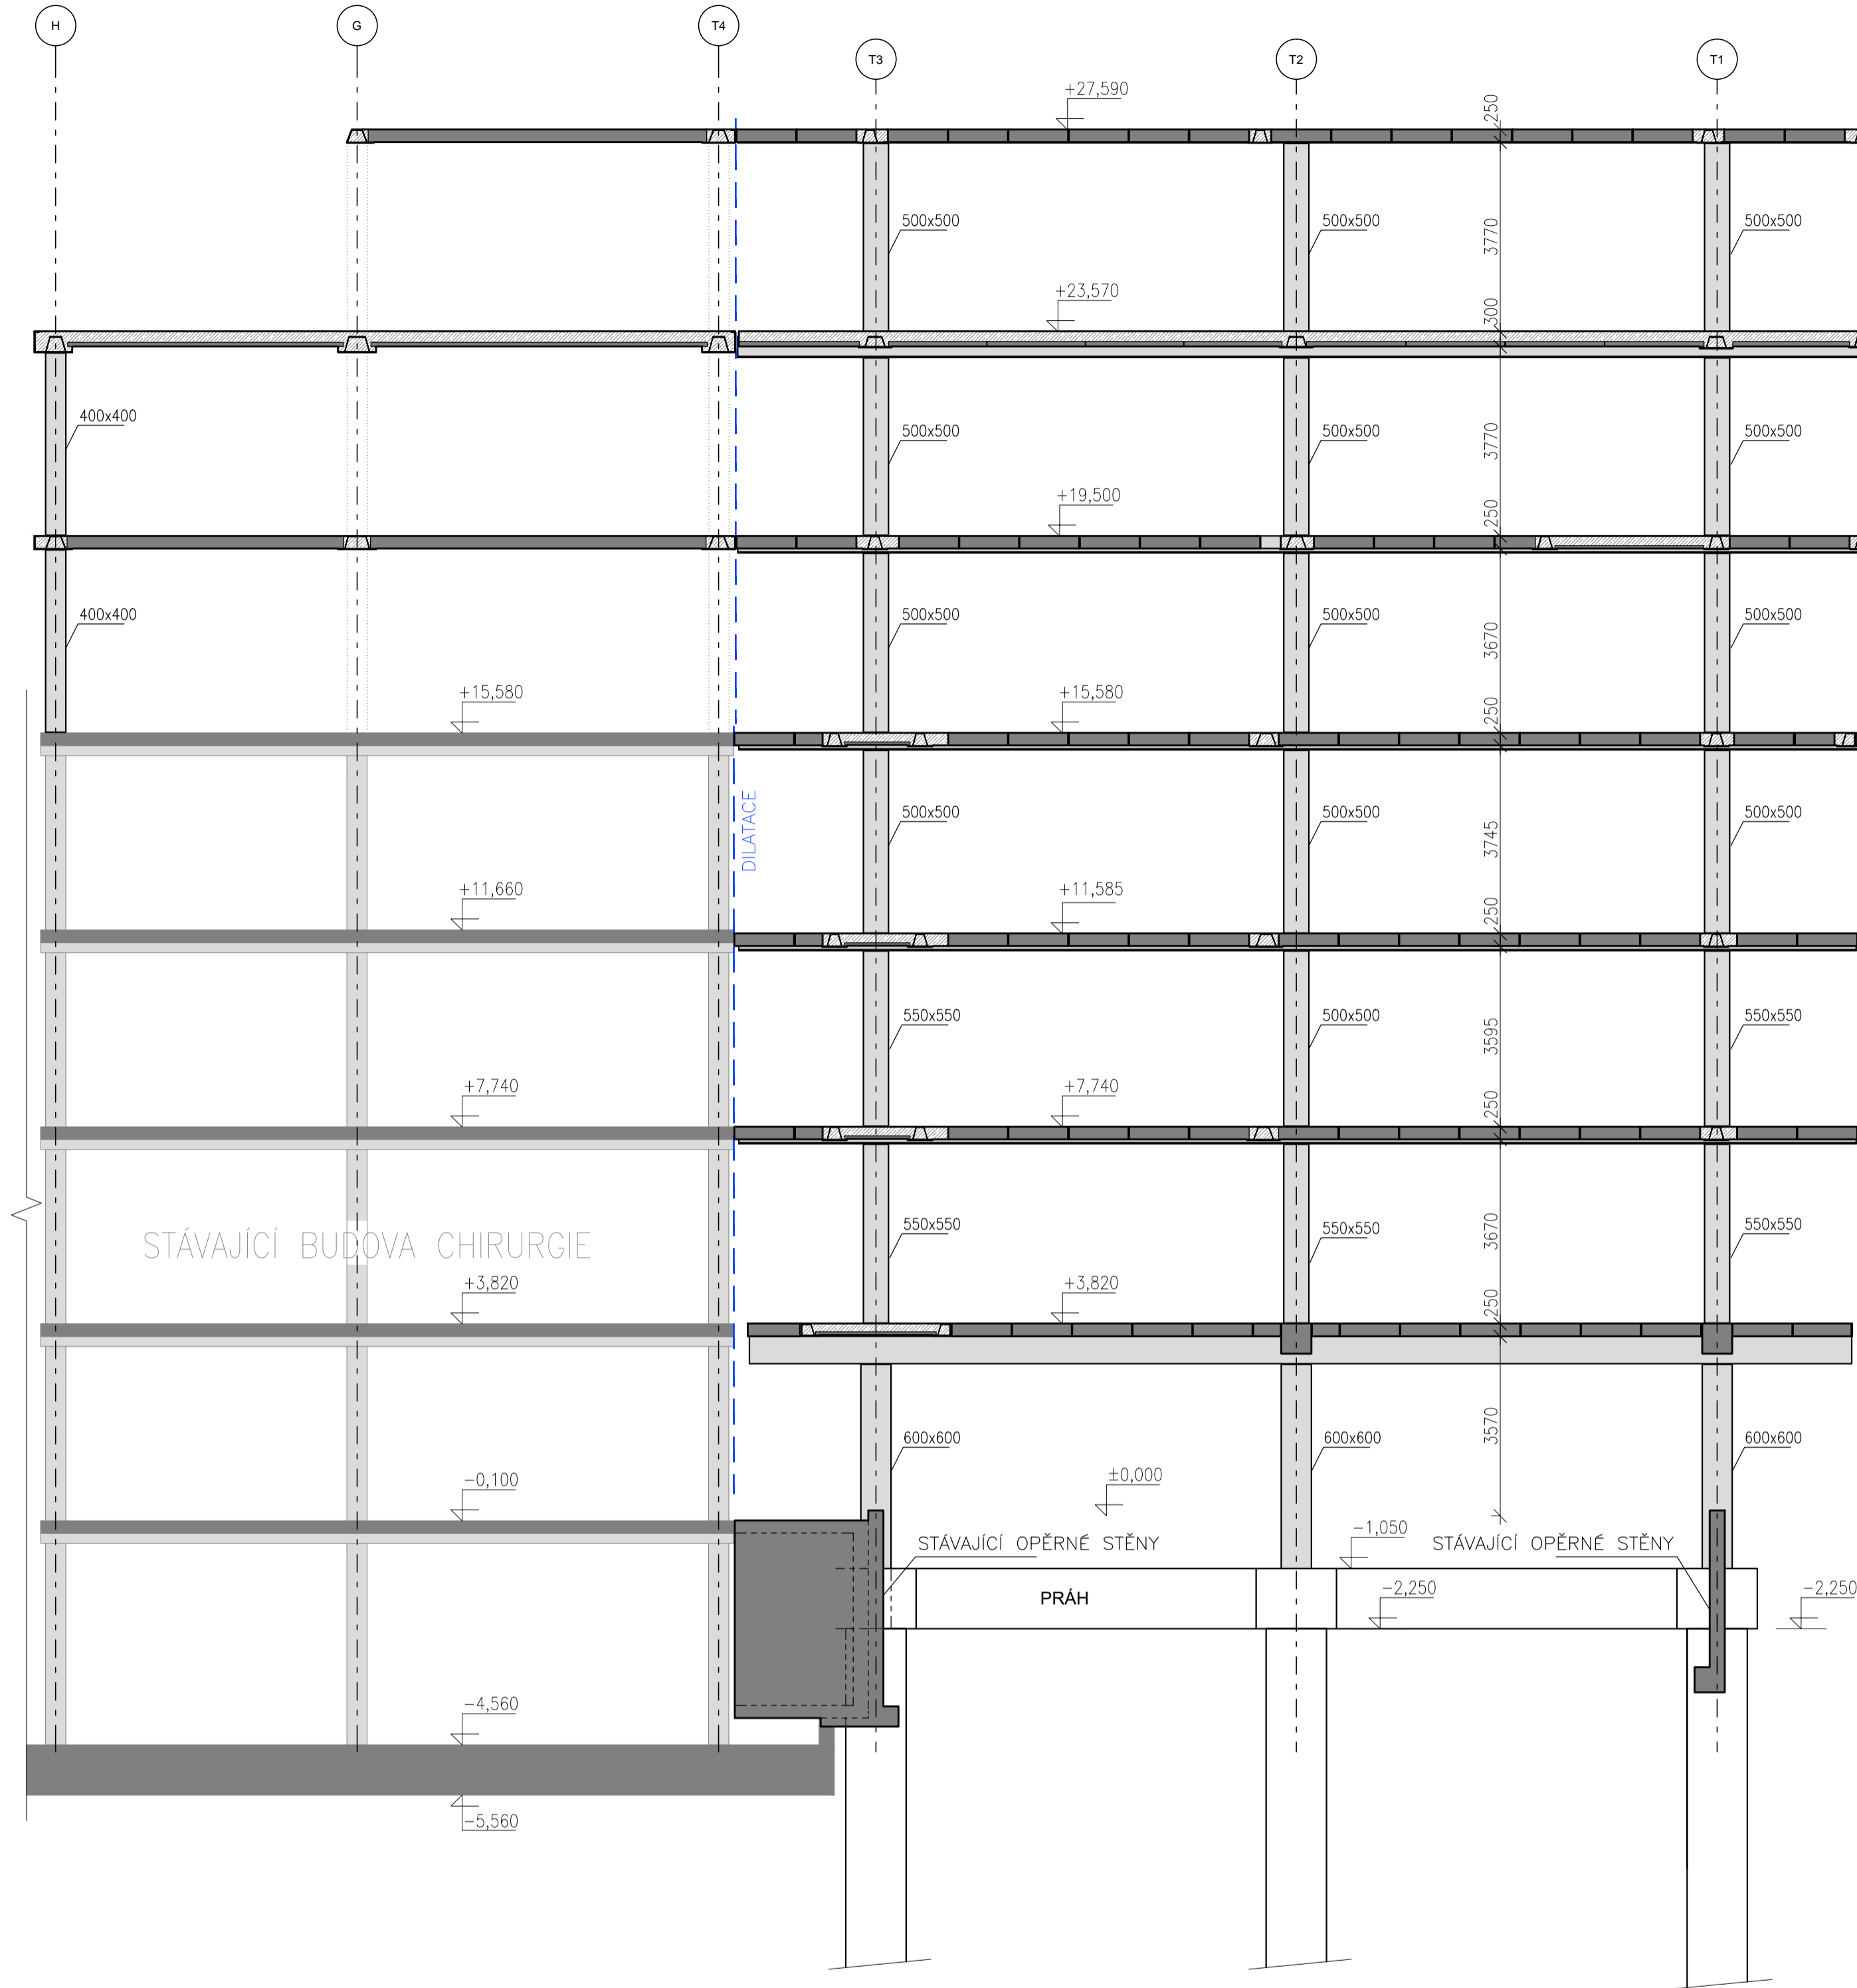 H
G
T4
T3
T2
T1
+27,590
250
500x500
500x500
3770
500x500
+23,570
300
400x400
500x500
500x500
3770
500x500
+19,500
250
400x400
500x500
500x500
3670
500x500
+15,580
+15,580
250
DILATACE
500x500
500x500
3745
500x500
+11,660
+11,585
250
550x550
500x500
3595
550x550
+7,740
+7,740
250
STÁVAJÍCÍ BUDOVA CHIRURGIE
550x550
550x550
3670
550x550
+3,820
+3,820
250
600x600
600x600
3570
600x600
-0,100
±0,000
STÁVAJÍCÍ OPĚRNÉ STĚNY
-1,050
STÁVAJÍCÍ OPĚRNÉ STĚNY
PRÁH
-2,250
-2,250
-4,560
-5,560